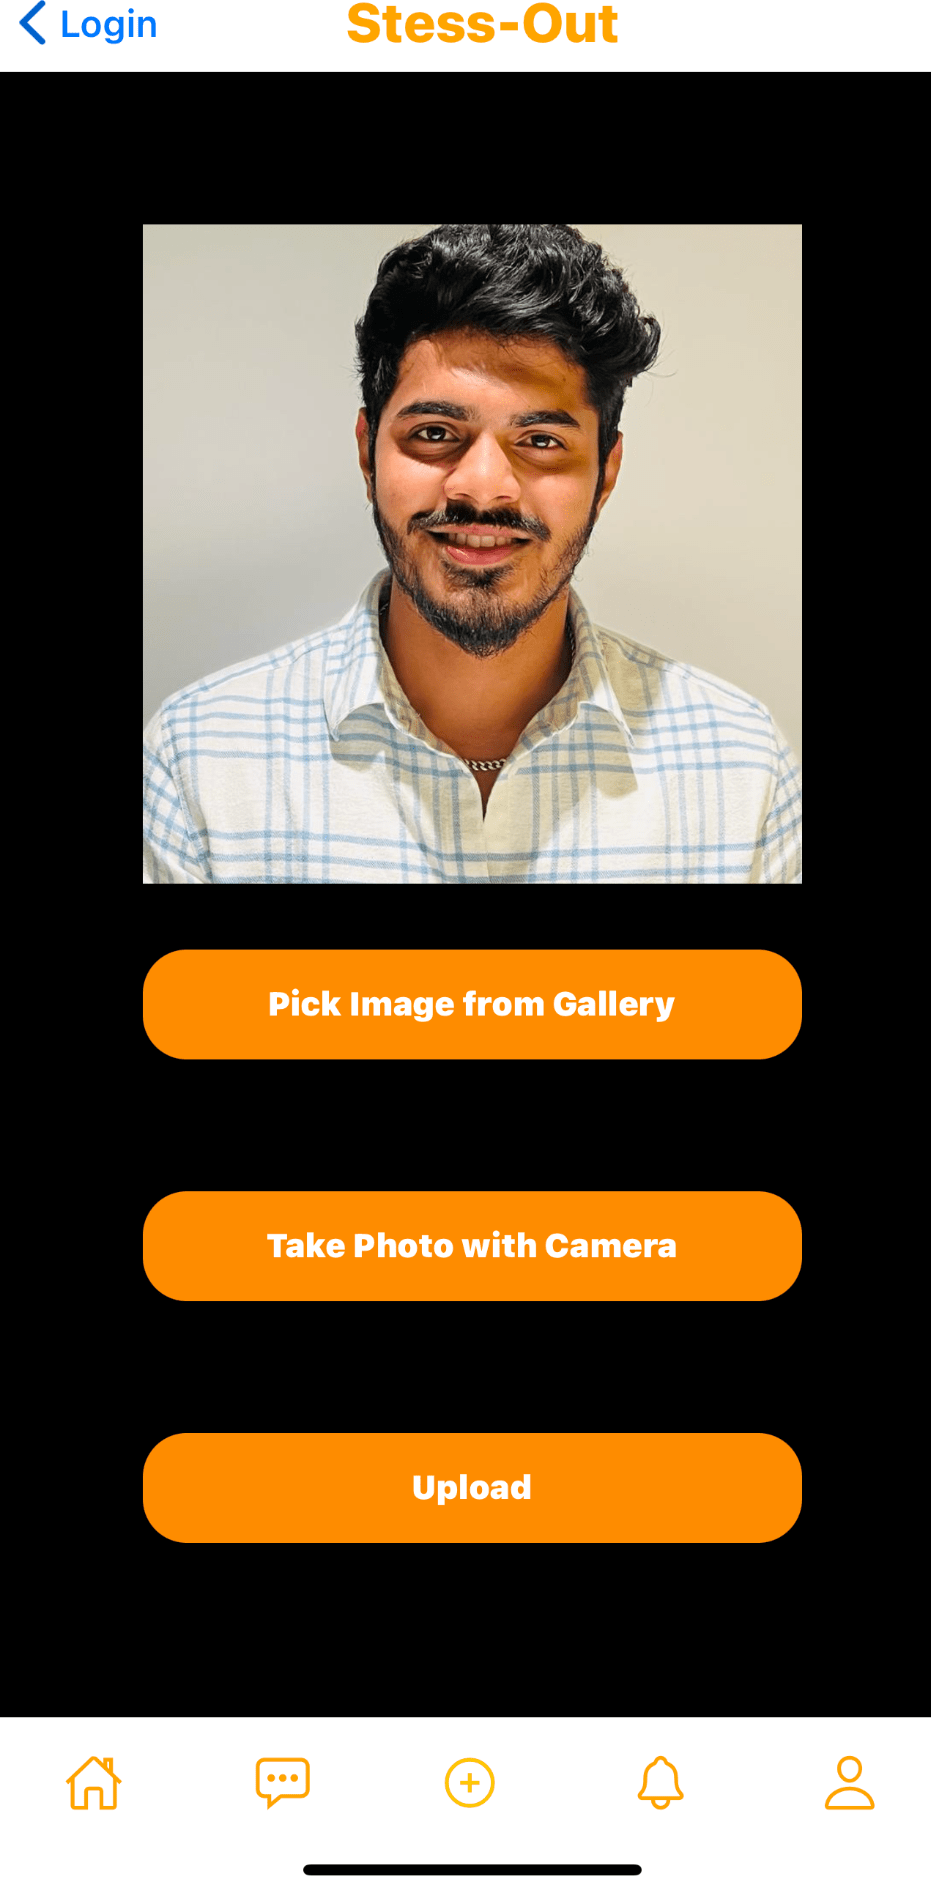 Login
Stess-Out
Pick Image from Gallery
Take Photo with Camera
Upload